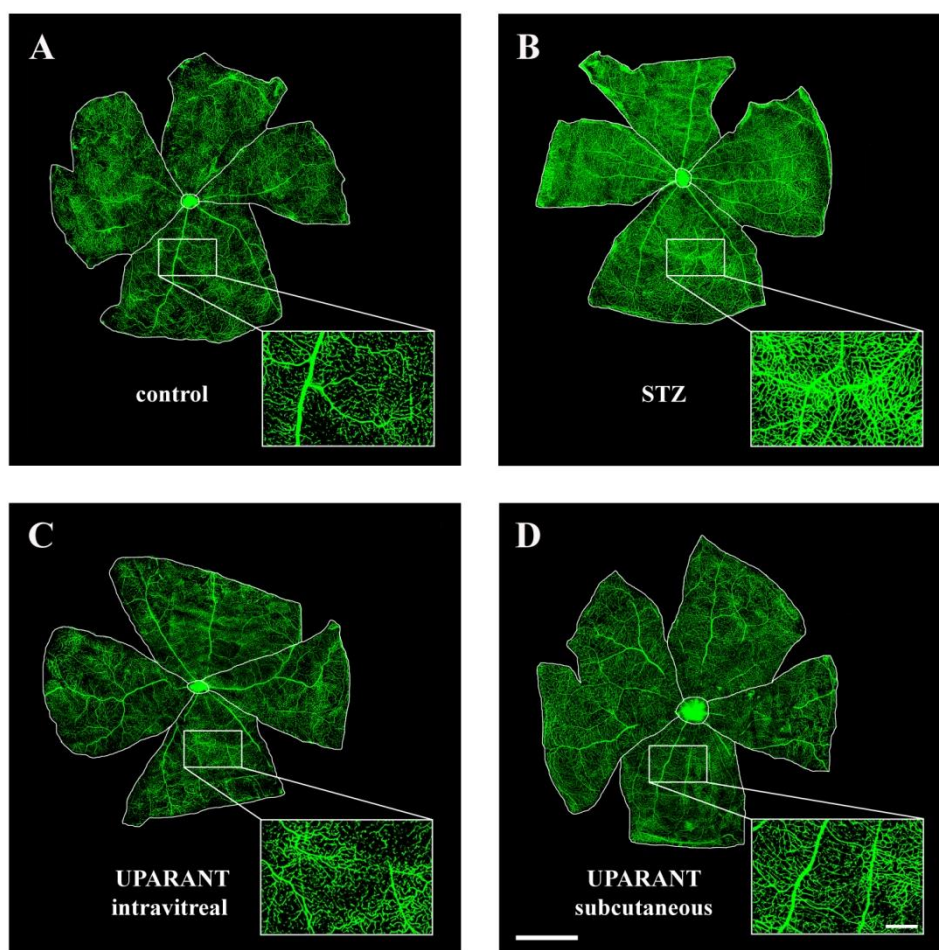 A
control
B
STZ
C
UPARANT
intravitreal
D
UPARANT
subcutaneous